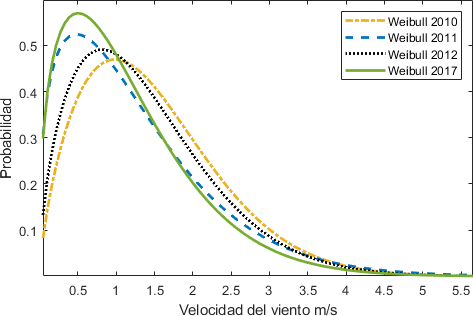 Weibull 2010
Weibull 2011
Weibull 2012
Weibull 2017
Probabilidad
0.5
0.4
0.3
0.2
0.1
0.5 1 1.5 2 2.5 3 3.5 4 4.5 5 5.5
Velocidad del viento m/s